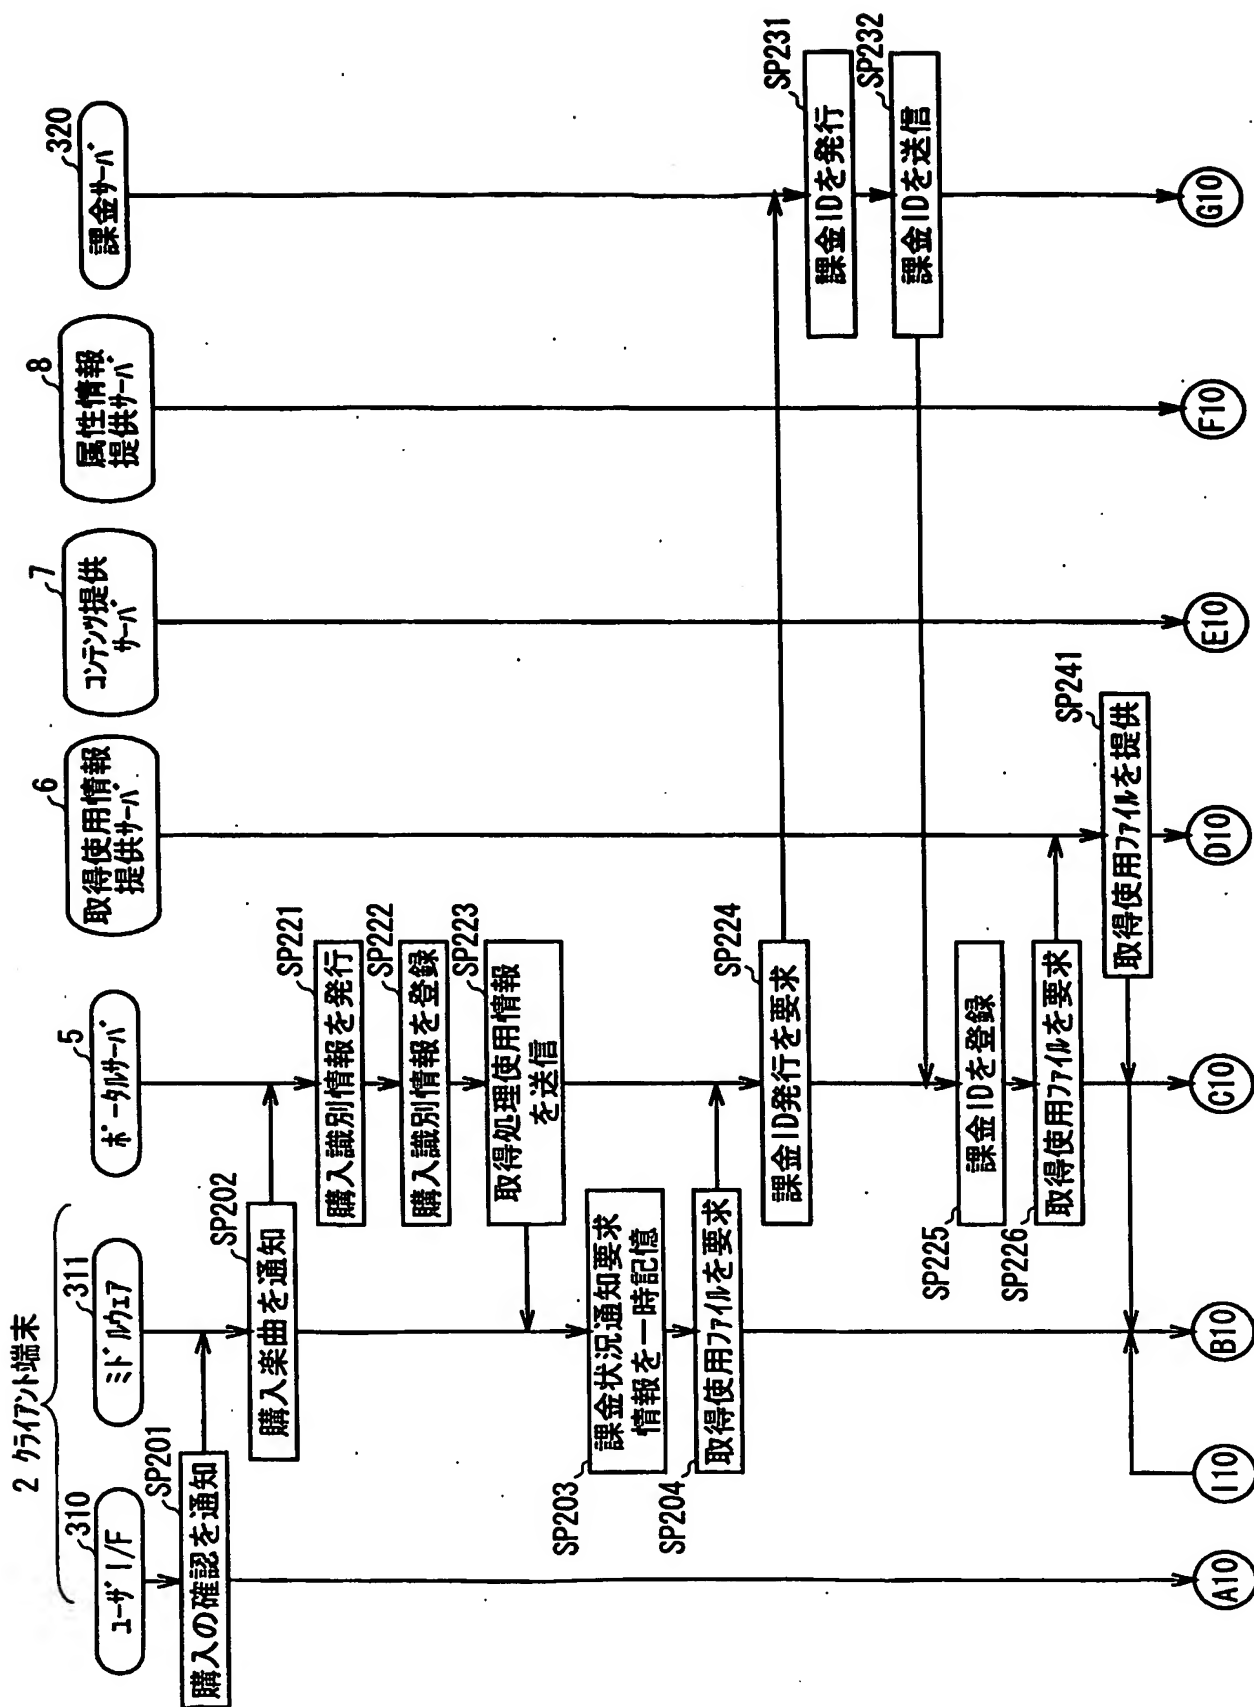 2 クライアント端末
310
ユーザI/F
311
ミドルウェア
5
ポータルサーバ
6
取得使用情報
提供サーバ
7
コンテンツ提供
サーバ
8
属性情報
提供サーバ
320
課金サーバ
SP201
購入の確認を通知
SP202
購入楽曲を通知
SP221
購入識別情報を発行
SP222
購入識別情報を登録
SP223
取得処理使用情報
を送信
SP203
課金状況通知要求
情報を一時記憶
SP204
取得使用ファイルを要求
SP224
課金ID発行を要求
SP231
課金IDを発行
SP232
課金IDを送信
SP225
課金IDを登録
SP226
取得使用ファイルを要求
SP241
取得使用ファイルを提供
A10
I10
B10
C10
D10
E10
F10
G10